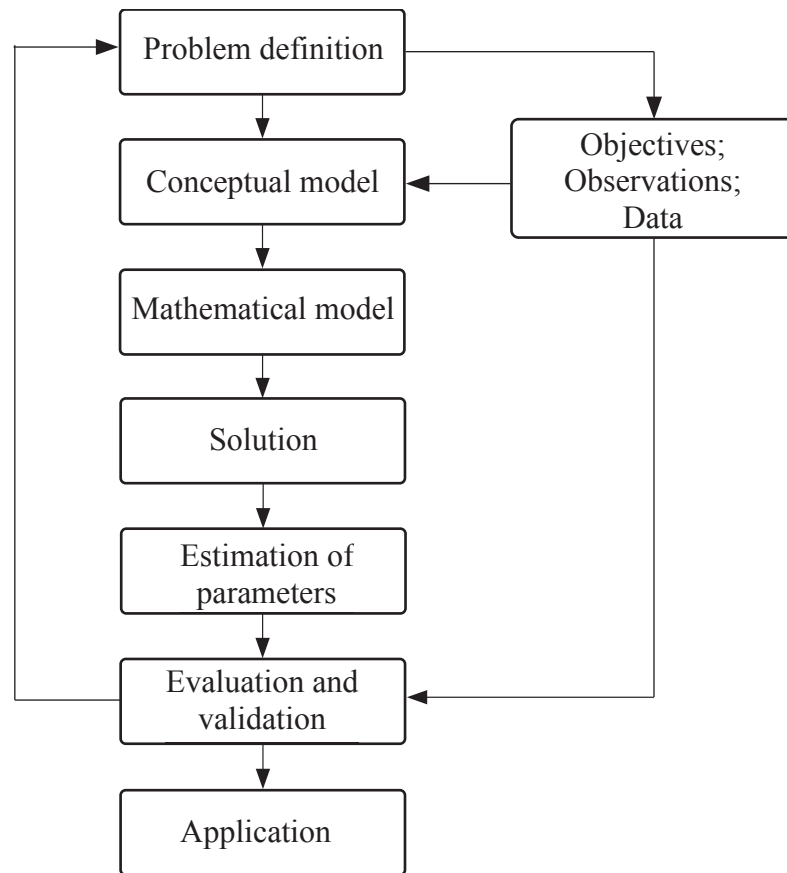 Problem definition
Objectives;
Observations;
Data
Conceptual model
Mathematical model
Solution
Estimation of
parameters
Evaluation and
validation
Application